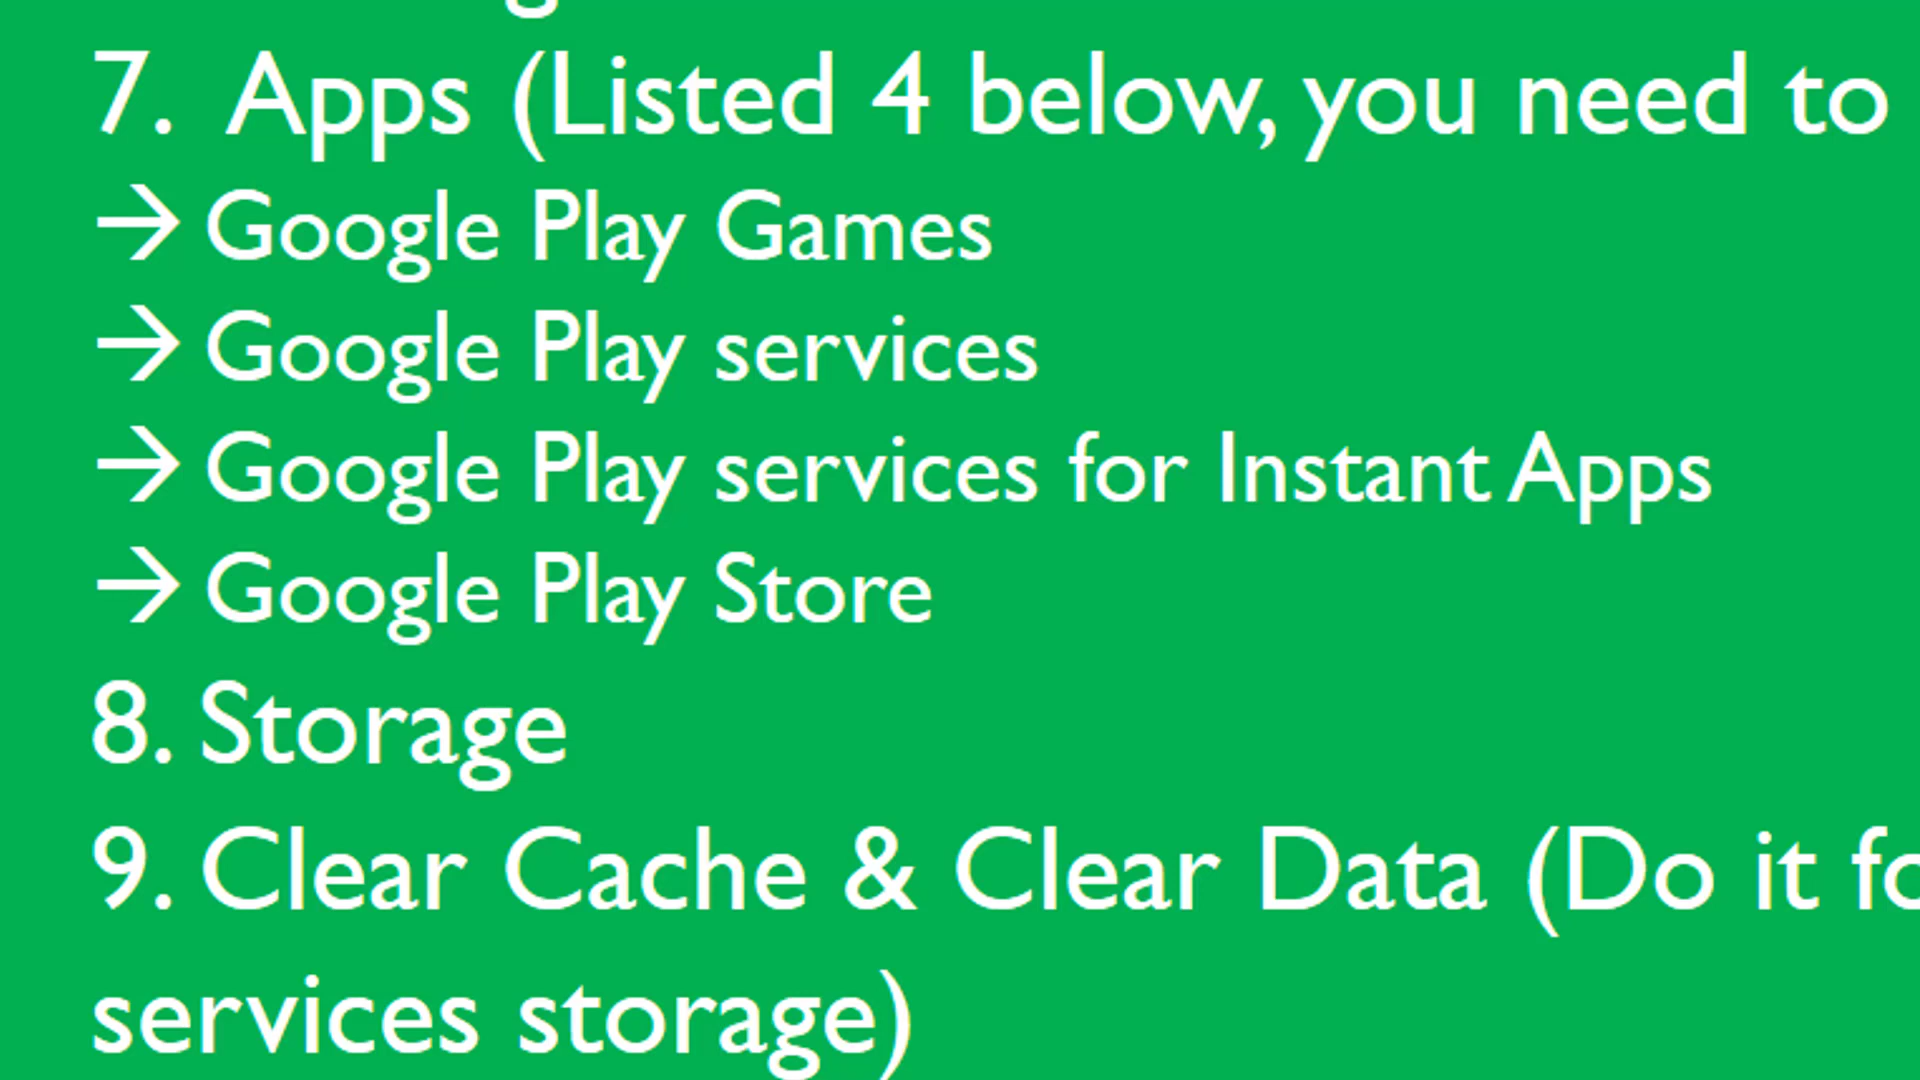 7. Apps (Listed 4 below, you need to
→ Google Play Games
→ Google Play services
→ Google Play services for Instant Apps
→ Google Play Store
8. Storage
9. Clear Cache & Clear Data (Do it
services storage)